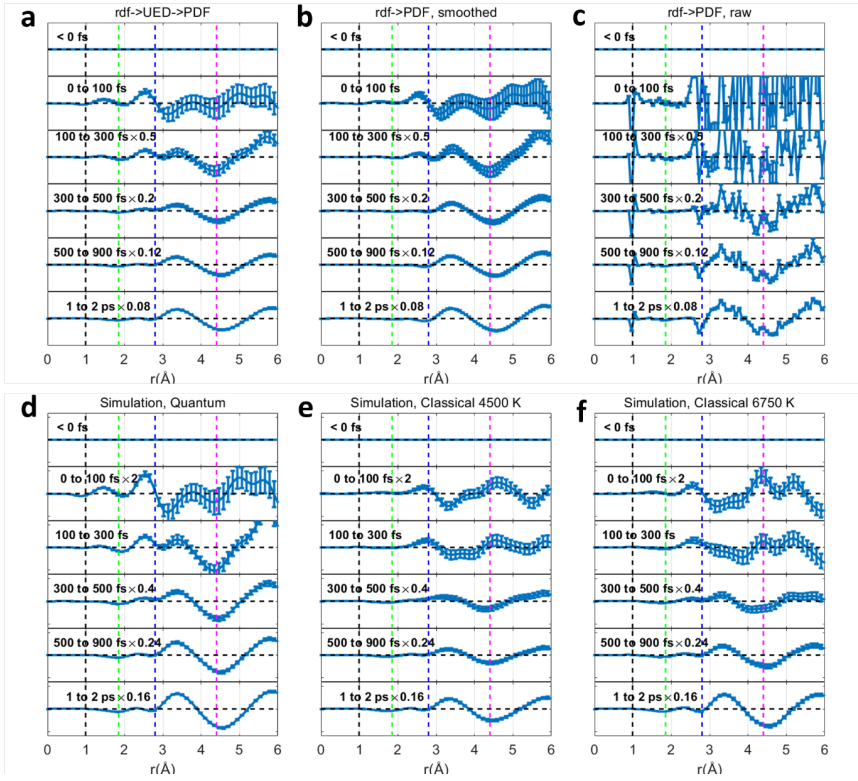 a
rdf->UED->PDF
< 0 fs
0 to 100 fs
100 to 300 fs×0.5
300 to 500 fs×0.2
500 to 900 fs×0.12
1 to 2 ps×0.08
0 1 2 3 4 5 6
r(Å)
b
rdf->PDF, smoothed
< 0 fs
0 to 100 fs
100 to 300 fs×0.5
300 to 500 fs×0.2
500 to 900 fs×0.12
1 to 2 ps×0.08
0 1 2 3 4 5 6
r(Å)
c
rdf->PDF, raw
< 0 fs
0 to 100 fs
100 to 300 fs×0.5
300 to 500 fs×0.2
500 to 900 fs×0.12
1 to 2 ps×0.08
0 1 2 3 4 5 6
r(Å)
d
Simulation, Quantum
< 0 fs
0 to 100 fs×2
100 to 300 fs
300 to 500 fs×0.4
500 to 900 fs×0.24
1 to 2 ps×0.16
0 1 2 3 4 5 6
r(Å)
e
Simulation, Classical 4500 K
< 0 fs
0 to 100 fs×2
100 to 300 fs
300 to 500 fs×0.4
500 to 900 fs×0.24
1 to 2 ps×0.16
0 1 2 3 4 5 6
r(Å)
f
Simulation, Classical 6750 K
< 0 fs
0 to 100 fs×2
100 to 300 fs
300 to 500 fs×0.4
500 to 900 fs×0.24
1 to 2 ps×0.16
0 1 2 3 4 5 6
r(Å)